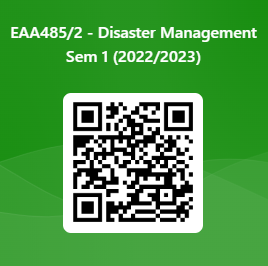 EAA485/2 - Disaster Management
Sem 1 (2022/2023)